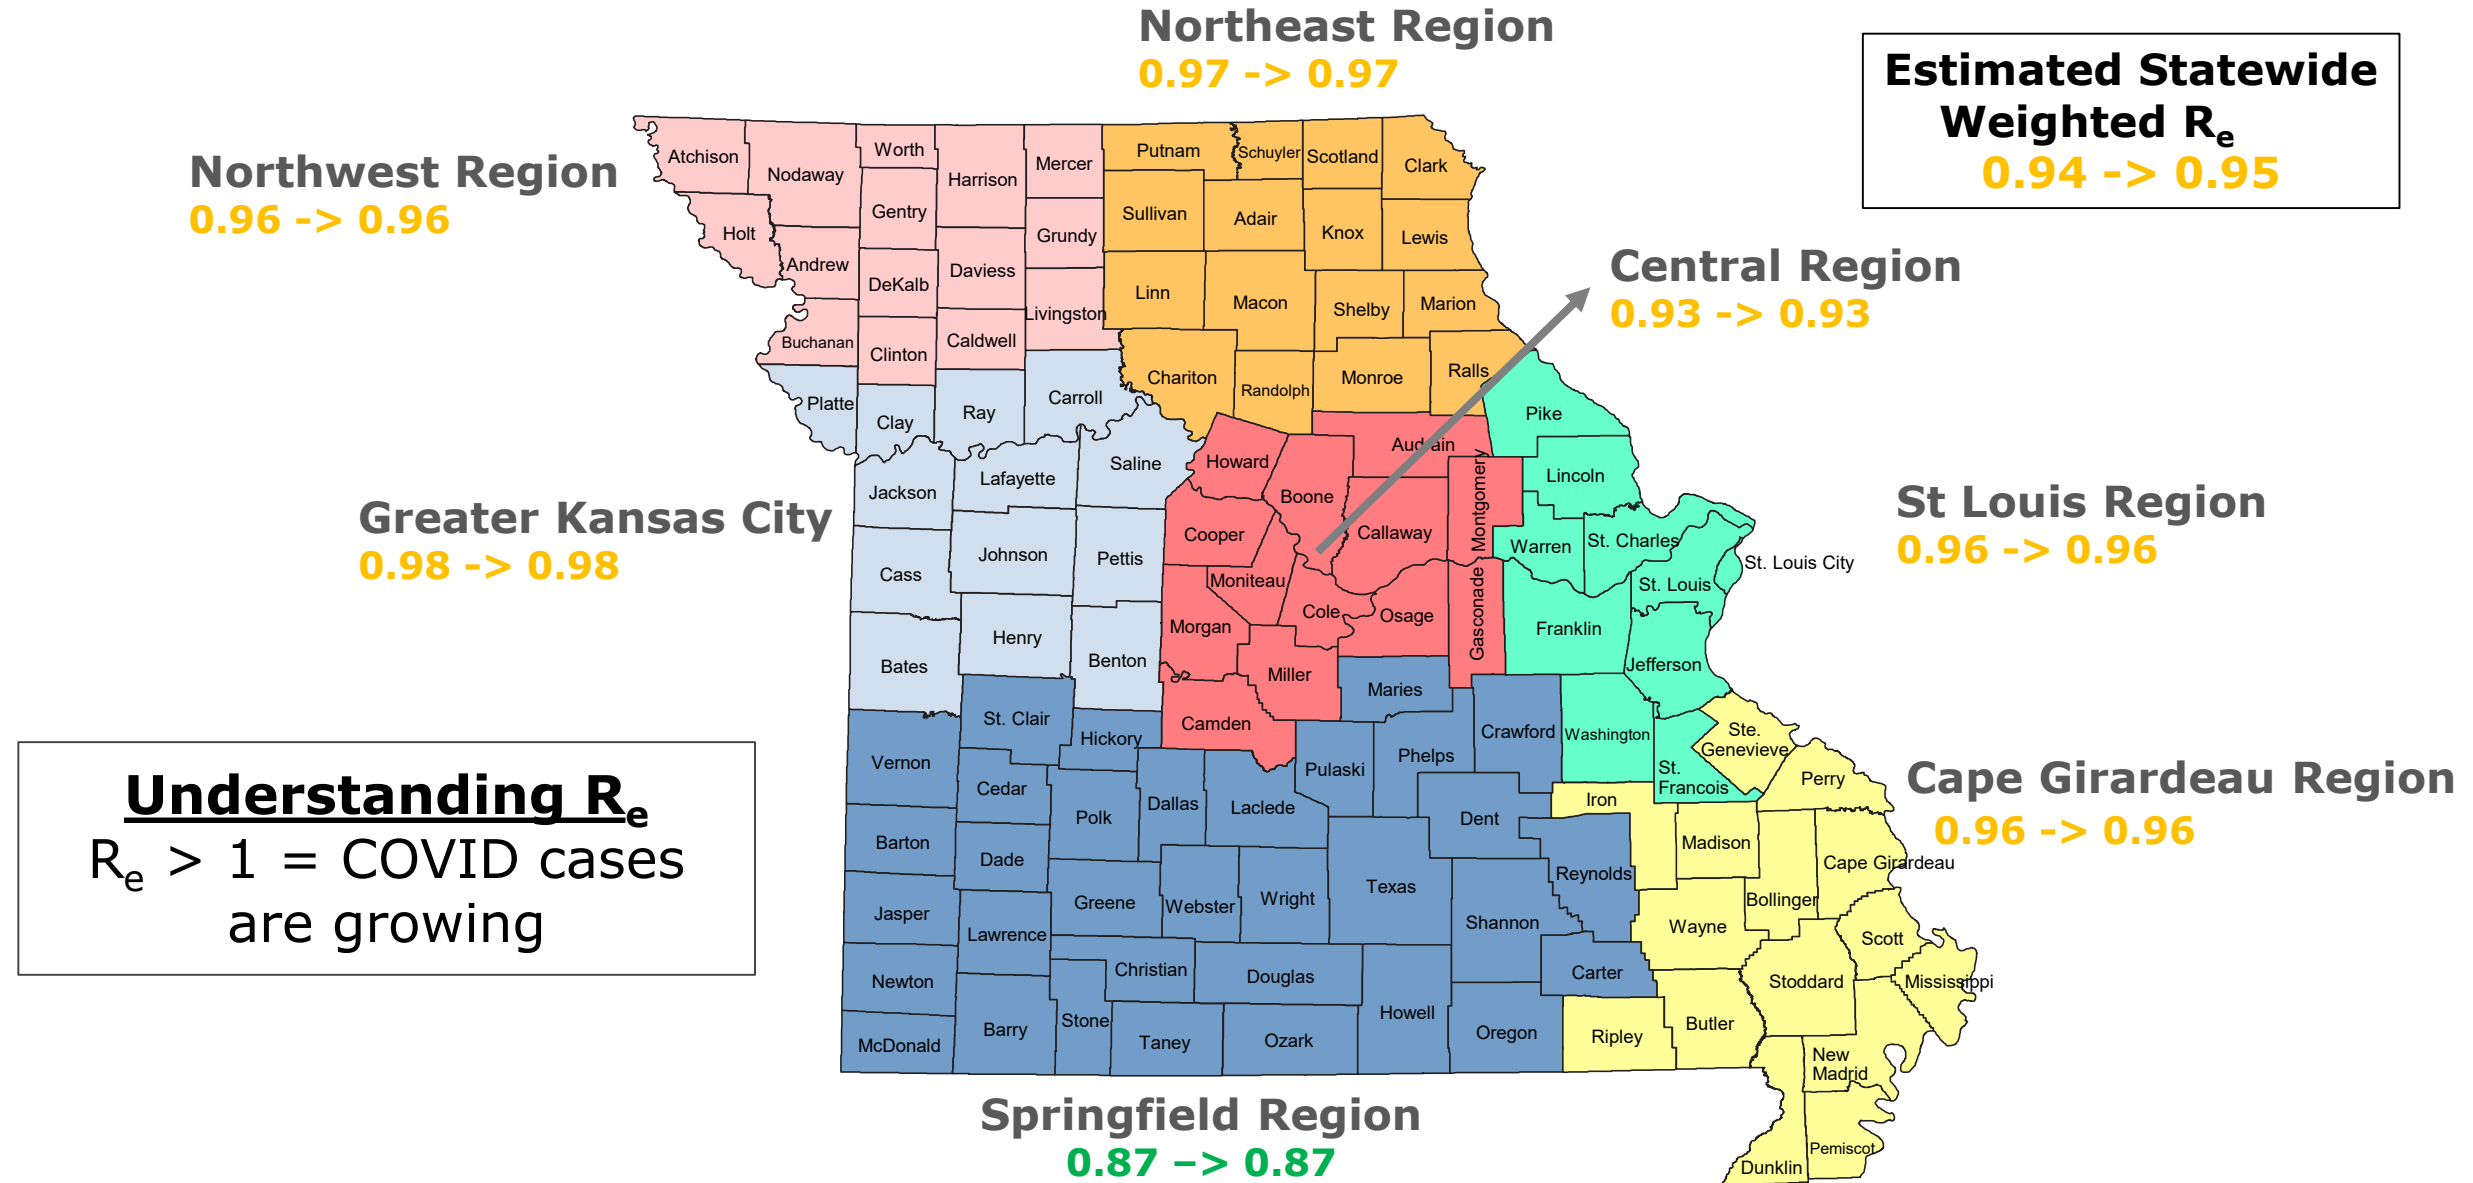 Northeast Region
0.97 -> 0.97
Estimated Statewide
Weighted Re
0.94 -> 0.95
Northwest Region
0.96 -> 0.96
Central Region
0.93 -> 0.93
Greater Kansas City
0.98 -> 0.98
St Louis Region
0.96 -> 0.96
Understanding Re
Re > 1 = COVID cases
are growing
Cape Girardeau Region
0.96 -> 0.96
Springfield Region
0.87 –> 0.87
Atchison
Nodaway
Worth
Harrison
Mercer
Putnam
Schuyler
Scotland
Clark
Holt
Andrew
Gentry
DeKalb
Daviess
Grundy
Sullivan
Adair
Knox
Lewis
Buchanan
Clinton
Caldwell
Livingston
Linn
Macon
Shelby
Marion
Platte
Clay
Ray
Carroll
Chariton
Randolph
Monroe
Ralls
Pike
Jackson
Lafayette
Saline
Howard
Boone
Audrain
Montgomery
Lincoln
Cass
Johnson
Pettis
Cooper
Moniteau
Callaway
Warren
St. Charles
St. Louis City
St. Louis
Bates
Henry
Benton
Morgan
Cole
Osage
Gasconade
Franklin
Jefferson
Miller
Camden
Maries
St. Clair
Hickory
Vernon
Cedar
Polk
Dallas
Laclede
Pulaski
Phelps
Crawford
Washington
St.
Francois
Ste.
Genevieve
Perry
Barton
Dade
Dent
Iron
Madison
Cape Girardeau
Bollinger
Reynolds
Jasper
Lawrence
Greene
Webster
Wright
Texas
Shannon
Wayne
Scott
Newton
Christian
Douglas
Carter
Stoddard
Mississippi
McDonald
Barry
Stone
Taney
Ozark
Howell
Oregon
Ripley
Butler
New
Madrid
Pemiscot
Dunklin